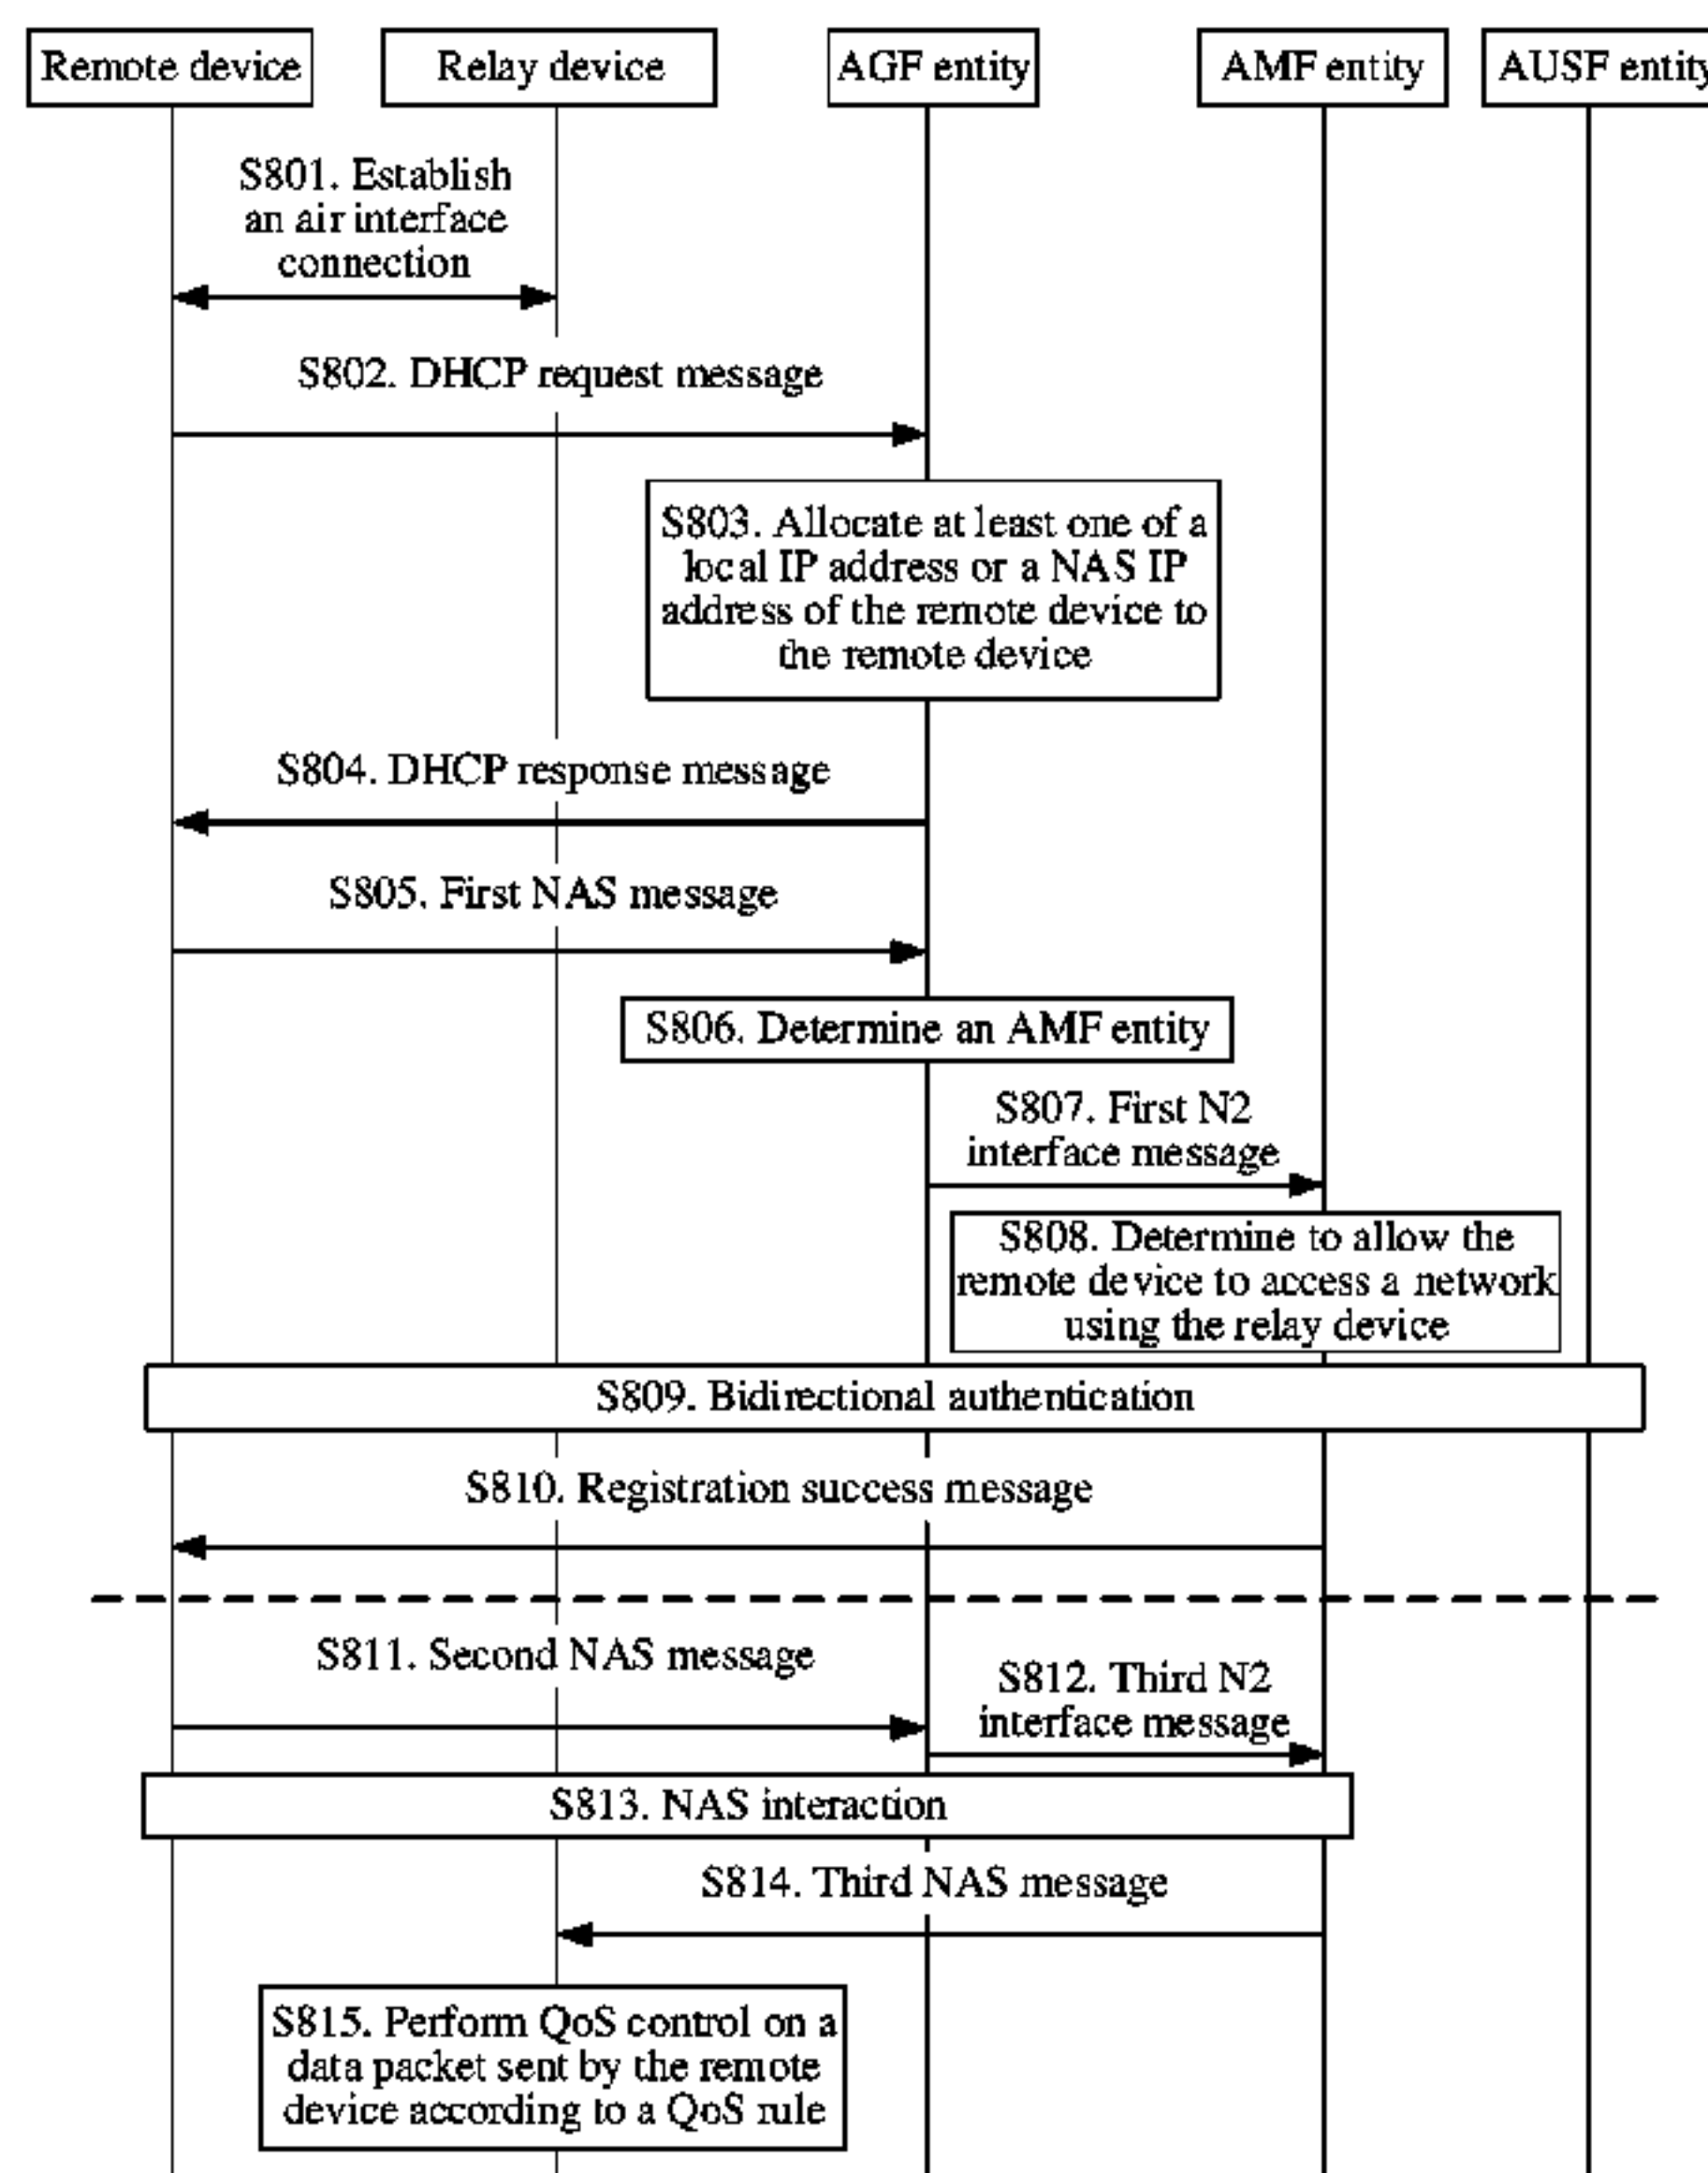 Remote device
Relay device
AGF entity
AMF entity
AUSF entity
S801. Establish
an air interface
connection
S802. DHCP request message
S803. Allocate at least one of a
local IP address or a NAS IP
address of the remote device to
the remote device
S804. DHCP response message
S805. First NAS message
S806. Determine an AMF entity
S807. First N2
interface message
S808. Determine to allow the
remote device to access a network
using the relay device
S809. Bidirectional authentication
S810. Registration success message
S811. Second NAS message
S812. Third N2
interface message
S813. NAS interaction
S814. Third NAS message
S815. Perform QoS control on a
data packet sent by the remote
device according to a QoS rule